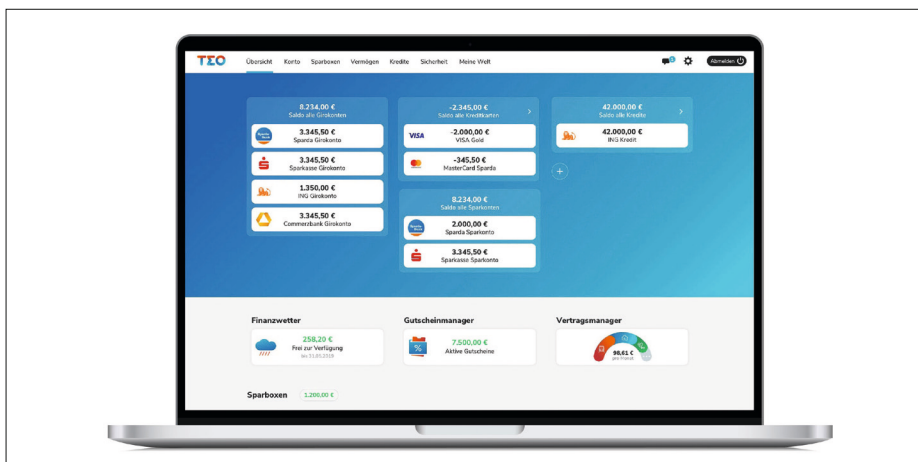 TΣO
Übersicht Konto Sparboxen Vermögen Kredite Sicherheit Meine Welt
Abmelden
8.234,00 €
Saldo alle Girokonten
3.345,50 €
Sparda Girokonto
3.345,50 €
Sparkasse Girokonto
1.350,00 €
ING Girokonto
3.345,50 €
Commerzbank Girokonto
-2.345,00 €
Saldo alle Kreditkarten
VISA
-2.000,00 €
VISA Gold
-345,50 €
MasterCard Sparda
8.234,00 €
Saldo alle Sparkonten
2.000,00 €
Sparda Sparkonto
3.345,50 €
Sparkasse Sparkonto
42.000,00 €
Saldo alle Kredite
42.000,00 €
ING Kredit
Finanzwetter
258,20 €
Frei zur Verfügung
Gutscheinmanager
%
7.500,00 €
Aktive Gutscheine
Vertragsmanager
98,61 €
pro Monat
Sparboxen 1.200,00 €